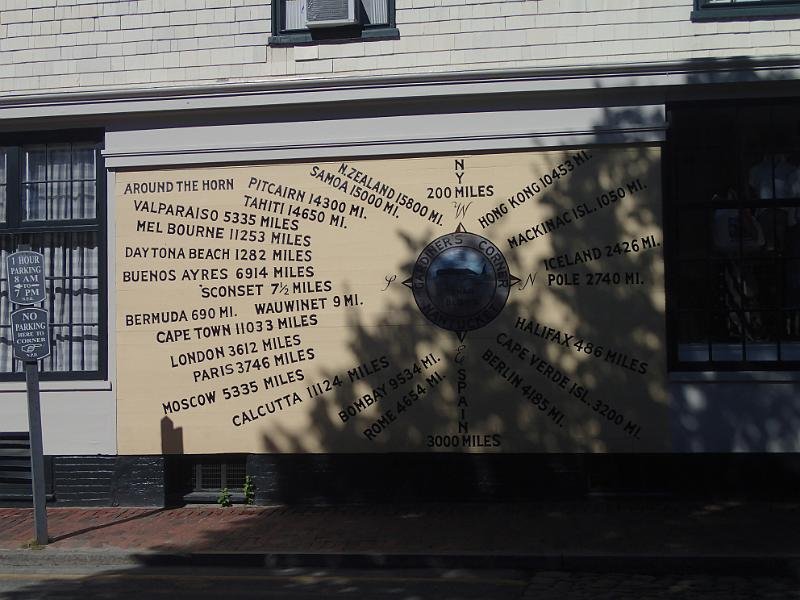 AROUND THE HORN
PITCAIRN 14300 MI.
TAHITI 14650 MI.
SAMOA 15000 MI.
N.ZEALAND 15800 MI.
VALPARAISO 5335 MILES
MEL BOURNE 11253 MILES
DAYTONA BEACH 1282 MILES
BUENOS AYRES 6914 MILES
'SCONSET 7½ MILES
BERMUDA 690 MI. WAUWINET 9 MI.
CAPE TOWN 11033 MILES
LONDON 3612 MILES
PARIS 3746 MILES
MOSCOW 5335 MILES
CALCUTTA 11124 MILES
BOMBAY 9534 MI.
ROME 4654 MI.
NY
200 MILES
W
S
N
E
GARDINER'S CORNER
NANTUCKET
SPAIN
3000 MILES
HONG KONG 10453 MI.
MACKINAC ISL. 1050 MI.
ICELAND 2426 MI.
POLE 2740 MI.
HALIFAX 486 MILES
CAPE VERDE ISL. 3200 MI.
BERLIN 4185 MI.
1 HOUR
PARKING
8 AM
TO
7 PM
NO
PARKING
HERE TO
CORNER